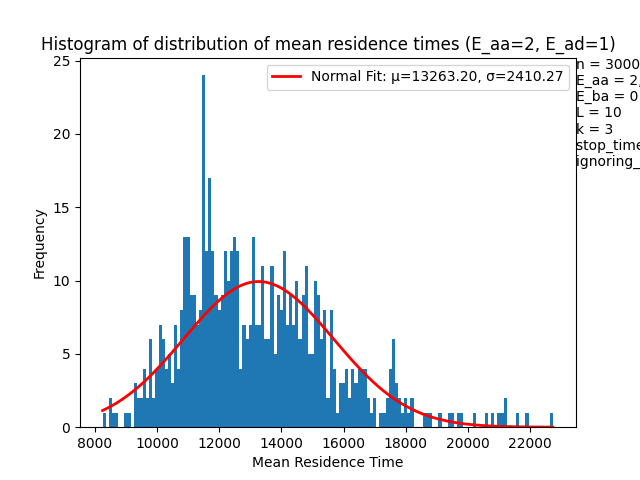 Histogram of distribution of mean residence times (E_aa=2, E_ad=1)
Normal Fit: μ=13263.20, σ=2410.27
n = 3000
E_aa = 2,
E_ba = 0
L = 10
k = 3
stop_time
ignoring_
Frequency
25
20
15
10
5
0
8000 10000 12000 14000 16000 18000 20000 22000
Mean Residence Time